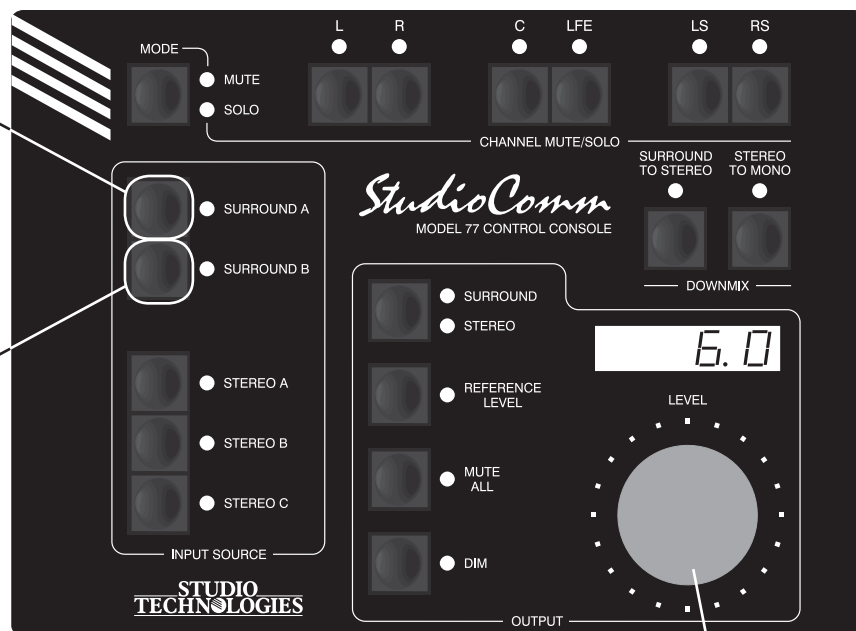 L R C LFE LS RS
MODE
MUTE
SOLO
CHANNEL MUTE/SOLO
SURROUND
TO STEREO
STEREO
TO MONO
DOWNMIX
StudioComm
MODEL 77 CONTROL CONSOLE
SURROUND A
SURROUND B
STEREO A
STEREO B
STEREO C
INPUT SOURCE
STUDIO
TECHNOLOGIES
SURROUND
STEREO
REFERENCE
LEVEL
MUTE
ALL
DIM
OUTPUT
6.0
LEVEL